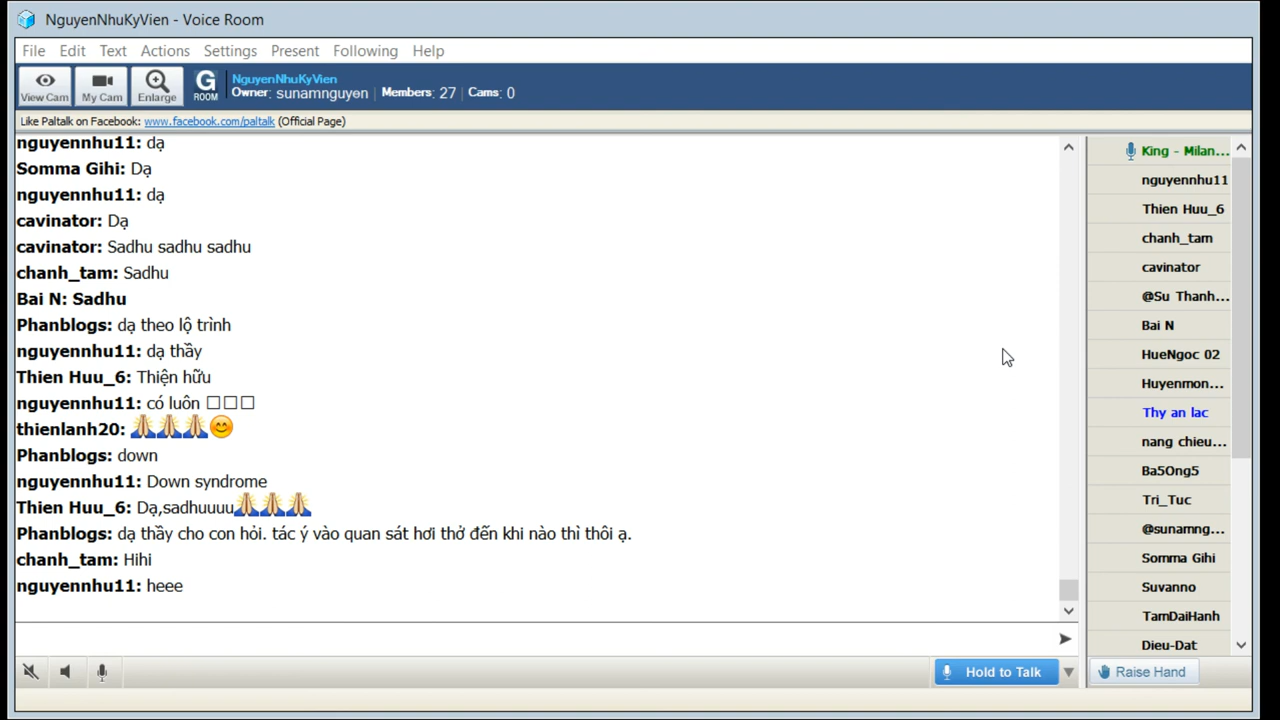 NguyenNhuKyVien - Voice Room
File Edit Text Actions Settings Present Following Help
View Cam
My Cam
Enlarge
G ROOM
NguyenNhuKyVien
Owner: sunamnguyen | Members: 27 | Cams: 0
Like Paltalk on Facebook: www.facebook.com/paltalk (Official Page)
nguyennhu11: dạ
Somma Gihi: Dạ
nguyennhu11: dạ
cavinator: Dạ
cavinator: Sadhu sadhu sadhu
chanh_tam: Sadhu
Bai N: Sadhu
Phanblogs: dạ theo lộ trình
nguyennhu11: dạ thầy
Thien Huu_6: Thiện hữu
nguyennhu11: có luôn □□□
thienlanh20: 🙏🙏🙏😊
Phanblogs: down
nguyennhu11: Down syndrome
Thien Huu_6: Dạ,sadhuuuu🙏🙏🙏
Phanblogs: dạ thầy cho con hỏi. tác ý vào quan sát hơi thở đến khi nào thì thôi ạ.
chanh_tam: Hihi
nguyennhu11: heee
Hold to Talk
King - Milan...
nguyennhu11
Thien Huu_6
chanh_tam
cavinator
@Su Thanh...
Bai N
HueNgoc 02
Huyenmon...
Thy an lac
nang chieu...
Ba5Ong5
Tri_Tuc
@sunamng...
Somma Gihi
Suvanno
TamDaiHanh
Dieu-Dat
Raise Hand